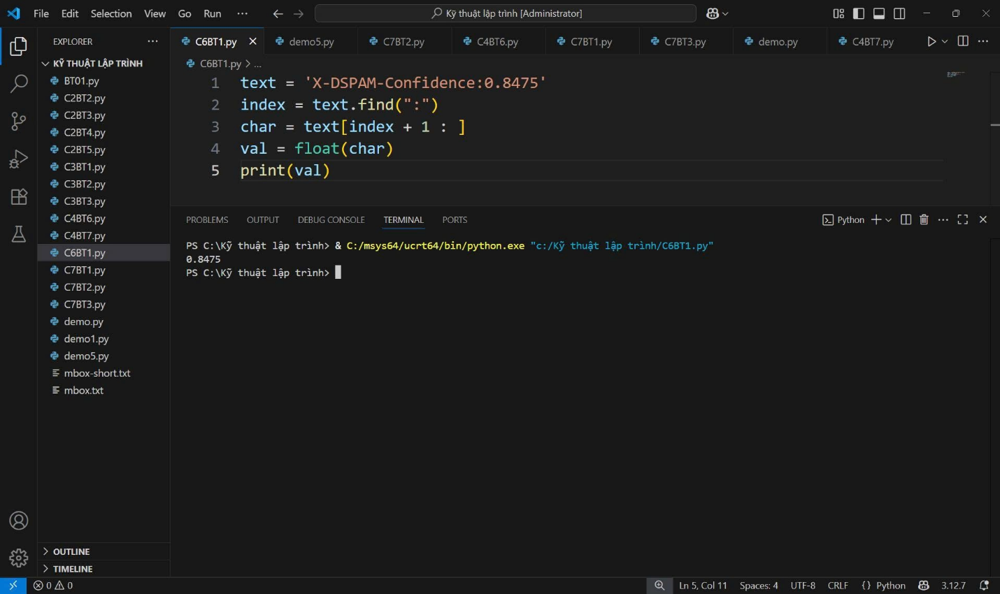 File Edit Selection View Go Run ··· Kỹ thuật lập trình [Administrator]
EXPLORER ···
KỸ THUẬT LẬP TRÌNH
BT01.py
C2BT2.py
C2BT3.py
C2BT4.py
C2BT5.py
C3BT1.py
C3BT2.py
C3BT3.py
C4BT6.py
C4BT7.py
C6BT1.py
C7BT1.py
C7BT2.py
C7BT3.py
demo.py
demo1.py
demo5.py
mbox-short.txt
mbox.txt
OUTLINE
TIMELINE
C6BT1.py demo5.py C7BT2.py C4BT6.py C7BT1.py C7BT3.py demo.py C4BT7.py ···
C6BT1.py > ...
1 text = 'X-DSPAM-Confidence:0.8475'
2 index = text.find(":")
3 char = text[index + 1 : ]
4 val = float(char)
5 print(val)
PROBLEMS OUTPUT DEBUG CONSOLE TERMINAL PORTS Python ···
PS C:\Kỹ thuật lập trình> & C:/msys64/ucrt64/bin/python.exe "c:/Kỹ thuật lập trình/C6BT1.py"
0.8475
PS C:\Kỹ thuật lập trình>
0 0 Ln 5, Col 11 Spaces: 4 UTF-8 CRLF {} Python 3.12.7